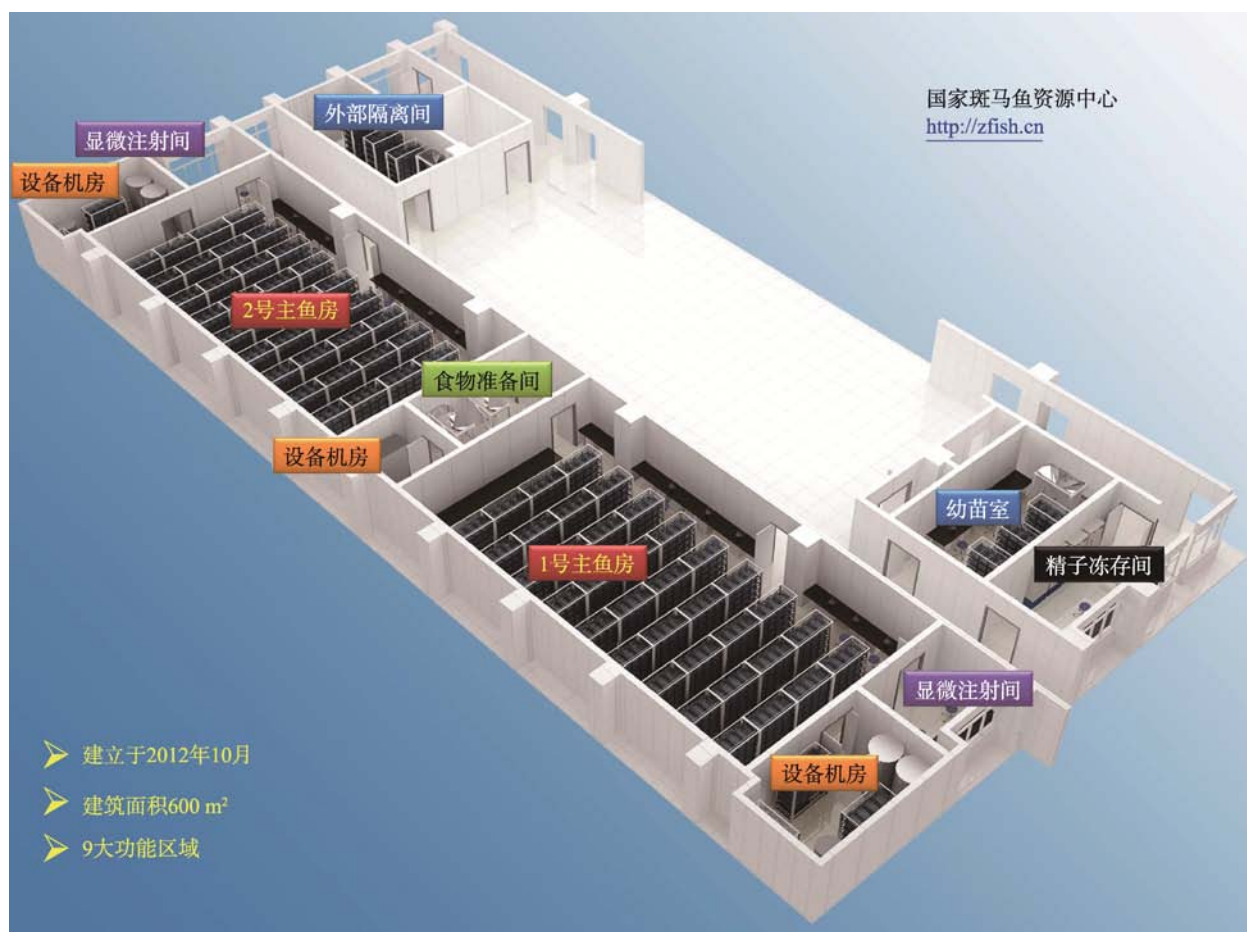 国家斑马鱼资源中心
http://zfish.cn
外部隔离间
显微注射间
设备机房
2号主鱼房
食物准备间
设备机房
1号主鱼房
幼苗室
精子冻存间
显微注射间
设备机房
建立于2012年10月
建筑面积600 m²
9大功能区域